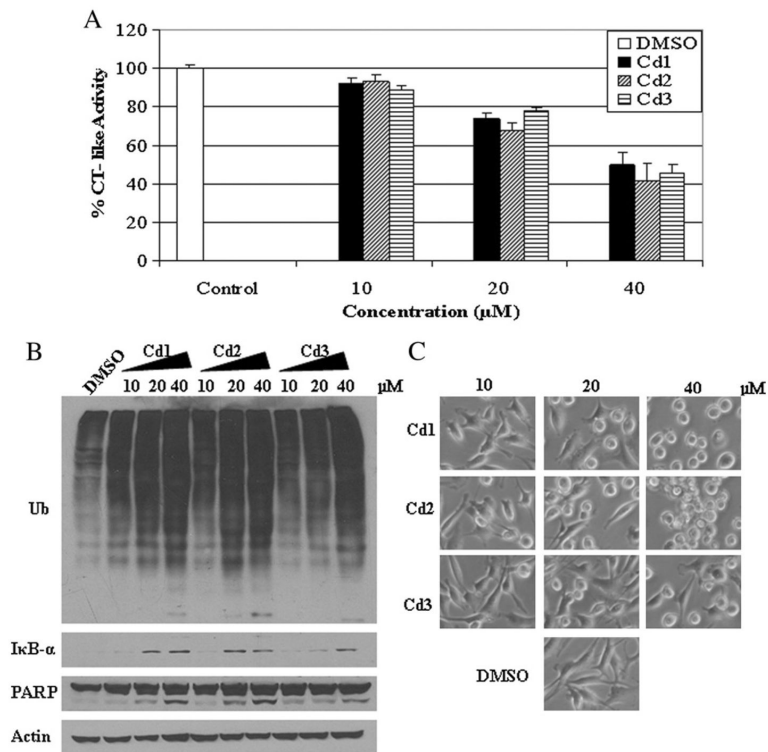 A
120
100
80
60
40
20
0
% CT-like Activity
DMSO
Cd1
Cd2
Cd3
Control 10 20 40
Concentration (µM)
B
DMSO Cd1 Cd2 Cd3
10 20 40 10 20 40 10 20 40 µM
Ub
IκB-α
PARP
Actin
C
10 20 40 µM
Cd1
Cd2
Cd3
DMSO